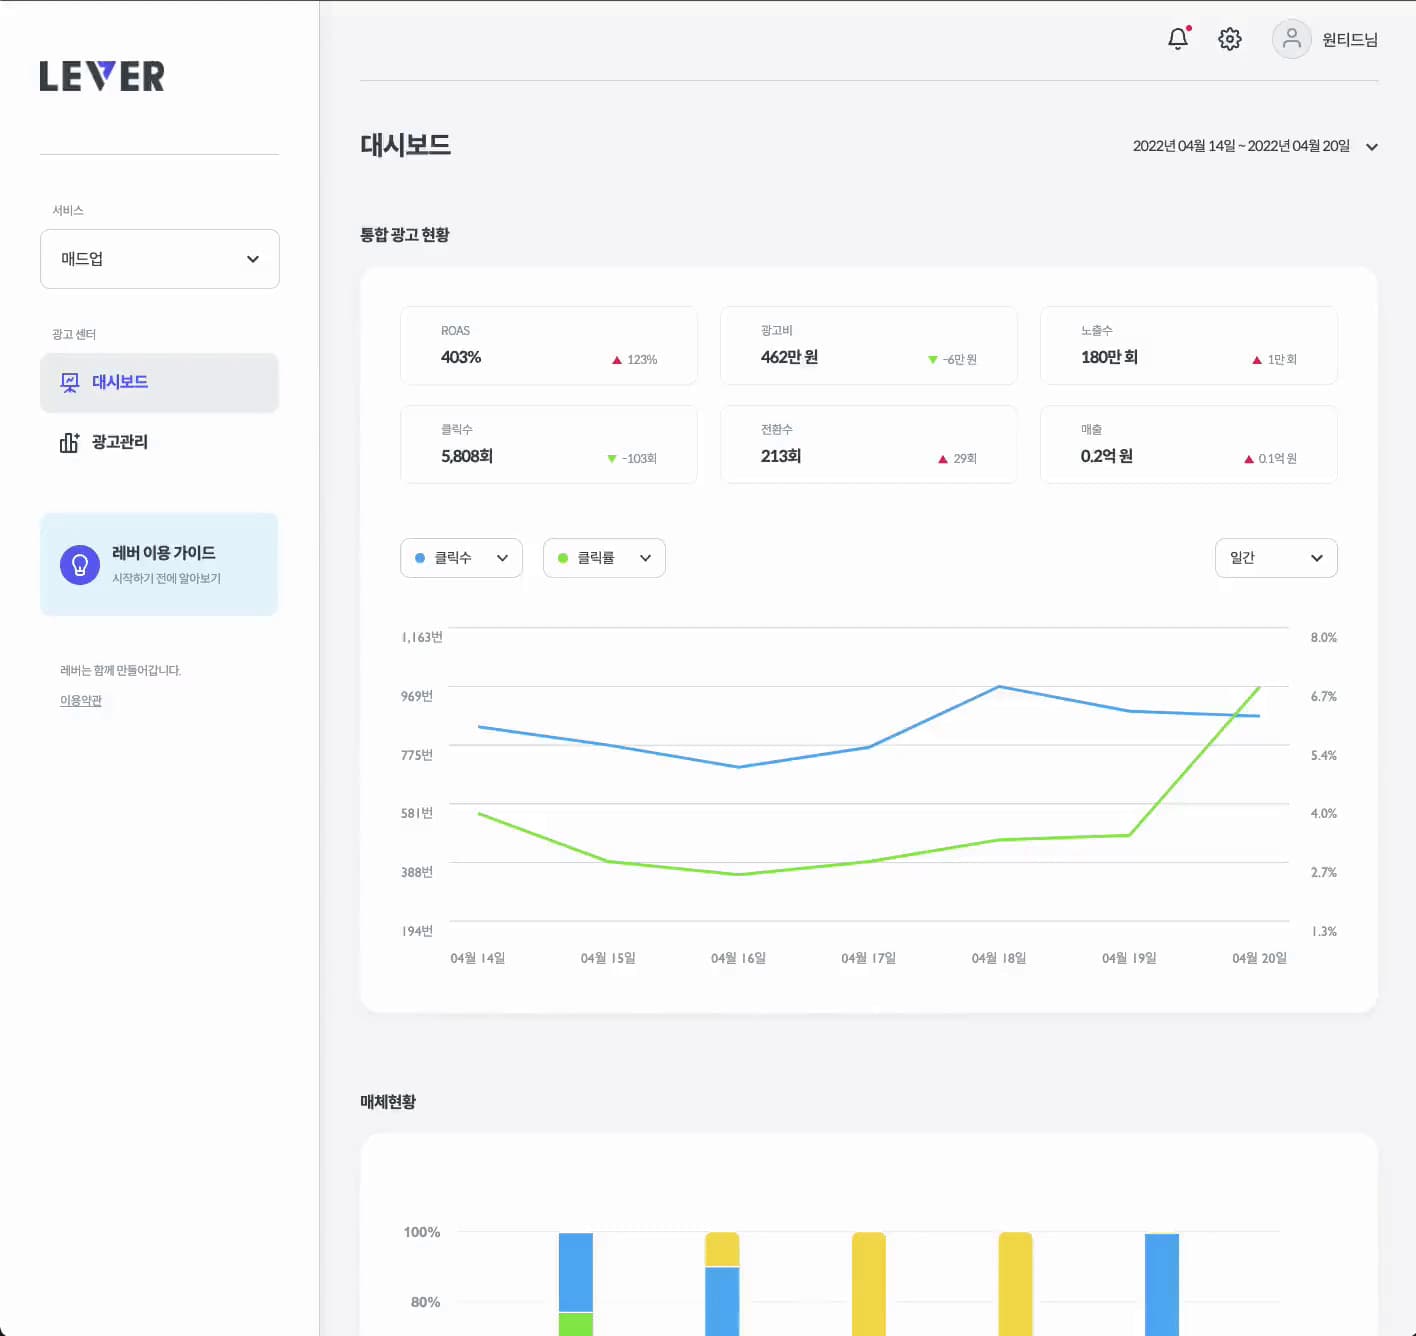 LEVER
서비스
매드업
광고 센터
대시보드
광고관리
레버 이용 가이드
시작하기 전에 알아보기
레버는 함께 만들어갑니다.
이용약관
원티드님
대시보드
2022년 04월 14일 ~ 2022년 04월 20일
통합 광고 현황
ROAS
403%
▲ 123%
광고비
462만 원
▼ -6만 원
노출수
180만 회
▲ 1만 회
클릭수
5,808회
▼ -103회
전환수
213회
▲ 29회
매출
0.2억 원
▲ 0.1억 원
클릭수
클릭률
일간
1,163번
969번
775번
581번
388번
194번
8.0%
6.7%
5.4%
4.0%
2.7%
1.3%
04월 14일
04월 15일
04월 16일
04월 17일
04월 18일
04월 19일
04월 20일
매체현황
100%
80%